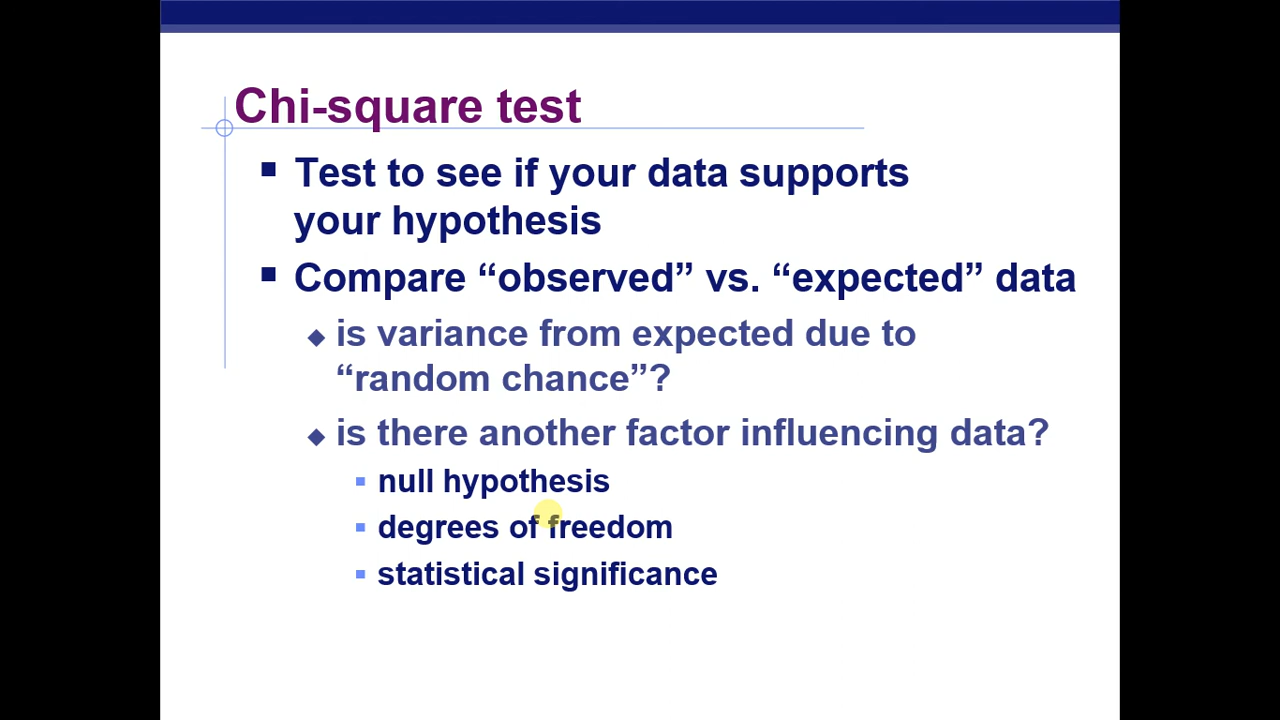 Chi-square test
Test to see if your data supports
your hypothesis
Compare “observed” vs. “expected” data
is variance from expected due to
“random chance”?
is there another factor influencing data?
null hypothesis
degrees of freedom
statistical significance